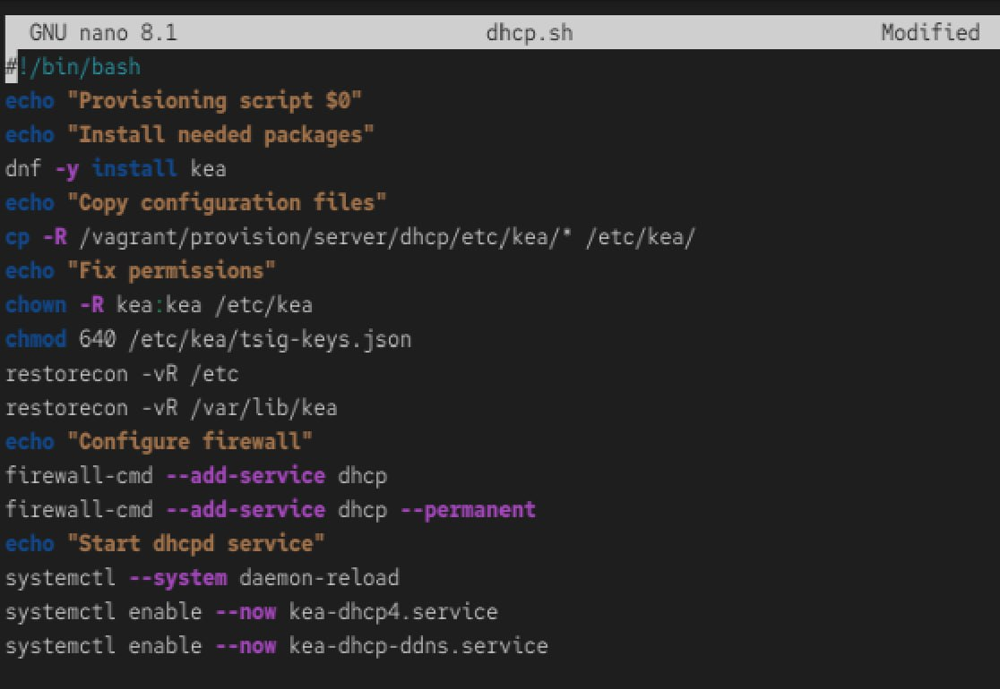 GNU nano 8.1 dhcp.sh Modified
#!/bin/bash
echo "Provisioning script $0"
echo "Install needed packages"
dnf -y install kea
echo "Copy configuration files"
cp -R /vagrant/provision/server/dhcp/etc/kea/* /etc/kea/
echo "Fix permissions"
chown -R kea:kea /etc/kea
chmod 640 /etc/kea/tsig-keys.json
restorecon -vR /etc
restorecon -vR /var/lib/kea
echo "Configure firewall"
firewall-cmd --add-service dhcp
firewall-cmd --add-service dhcp --permanent
echo "Start dhcpd service"
systemctl --system daemon-reload
systemctl enable --now kea-dhcp4.service
systemctl enable --now kea-dhcp-ddns.service